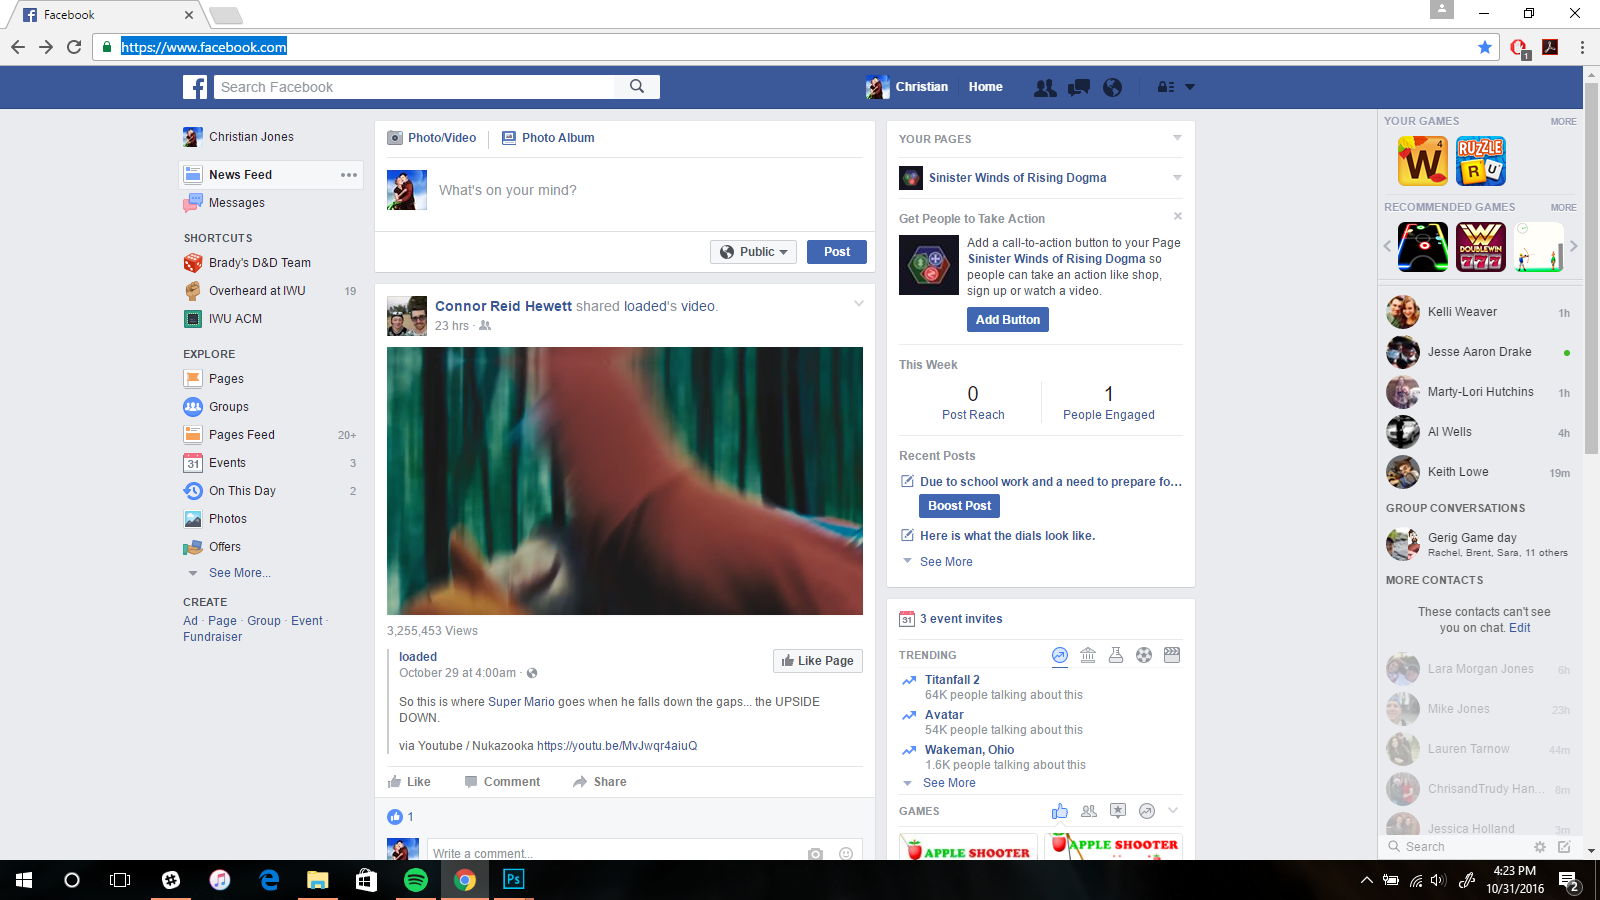 Facebook
https://www.facebook.com
1
Search Facebook
Christian
Home
Christian Jones
News Feed
Messages
SHORTCUTS
Brady's D&D Team
Overheard at IWU 19
IWU ACM
EXPLORE
Pages
Groups
Pages Feed 20+
31 Events 3
On This Day 2
Photos
Offers
See More...
CREATE
Ad · Page · Group · Event ·
Fundraiser
Photo/Video
Photo Album
What's on your mind?
Public
Post
Connor Reid Hewett shared loaded's video.
23 hrs ·
3,255,453 Views
loaded
October 29 at 4:00am ·
Like Page
So this is where Super Mario goes when he falls down the gaps... the UPSIDE
DOWN.
via Youtube / Nukazooka https://youtu.be/MvJwqr4aiuQ
Like
Comment
Share
1
Write a comment...
YOUR PAGES
Sinister Winds of Rising Dogma
Get People to Take Action
Add a call-to-action button to your Page
Sinister Winds of Rising Dogma so
people can take an action like shop,
sign up or watch a video.
Add Button
This Week
0
Post Reach
1
People Engaged
Recent Posts
Due to school work and a need to prepare fo...
Boost Post
Here is what the dials look like.
See More
31 3 event invites
TRENDING
Titanfall 2
64K people talking about this
Avatar
54K people talking about this
Wakeman, Ohio
1.6K people talking about this
See More
GAMES
APPLE SHOOTER
APPLE SHOOTER
YOUR GAMES
MORE
W 4
RUZZLE
R U
RECOMMENDED GAMES
MORE
W
DOUBLEWIN
777
Kelli Weaver 1h
Jesse Aaron Drake
Marty-Lori Hutchins 1h
Al Wells 4h
Keith Lowe 19m
GROUP CONVERSATIONS
Gerig Game day
Rachel, Brent, Sara, 11 others
MORE CONTACTS
These contacts can't see
you on chat. Edit
Lara Morgan Jones 6h
Mike Jones 23h
Lauren Tarnow 44m
ChrisandTrudy Han... 8m
Jessica Holland 3m
Search
Ps
4:23 PM
10/31/2016
2